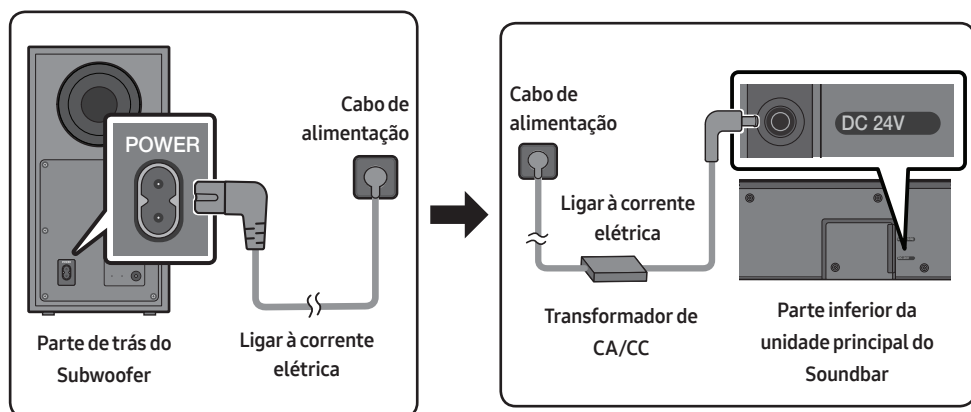 POWER
Cabo de
alimentação
Parte de trás do
Subwoofer
Ligar à corrente
elétrica
Cabo de
alimentação
DC 24V
Ligar à corrente
elétrica
Transformador de
CA/CC
Parte inferior da
unidade principal do
Soundbar